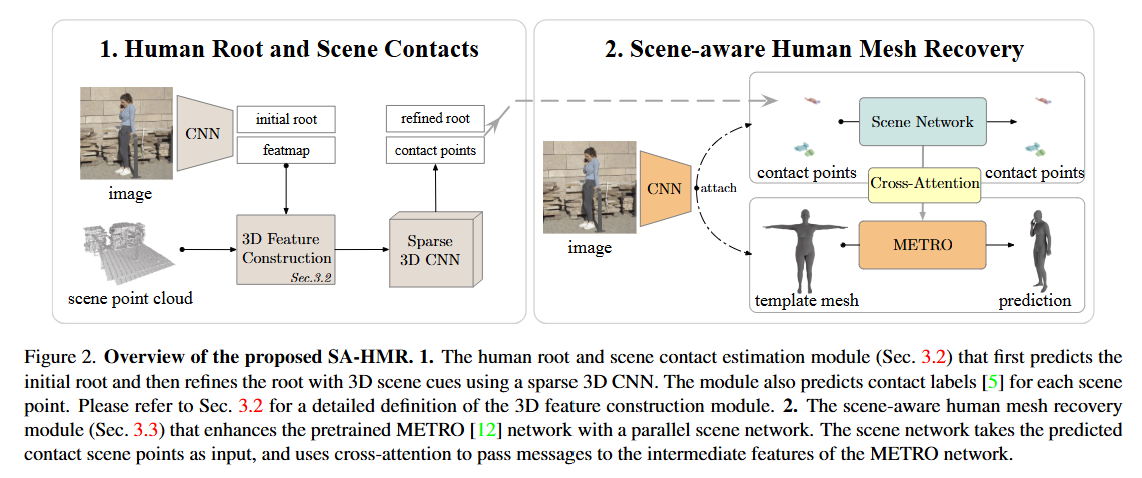 1. Human Root and Scene Contacts
CNN
initial root
featmap
image
refined root
contact points
scene point cloud
3D Feature
Construction
Sec.3.2
Sparse
3D CNN
2. Scene-aware Human Mesh Recovery
image
CNN
attach
contact points
Scene Network
contact points
Cross-Attention
template mesh
METRO
prediction
Figure 2. Overview of the proposed SA-HMR. 1. The human root and scene contact estimation module (Sec. 3.2) that first predicts the
initial root and then refines the root with 3D scene cues using a sparse 3D CNN. The module also predicts contact labels [5] for each scene
point. Please refer to Sec. 3.2 for a detailed definition of the 3D feature construction module. 2. The scene-aware human mesh recovery
module (Sec. 3.3) that enhances the pretrained METRO [12] network with a parallel scene network. The scene network takes the predicted
contact scene points as input, and uses cross-attention to pass messages to the intermediate features of the METRO network.